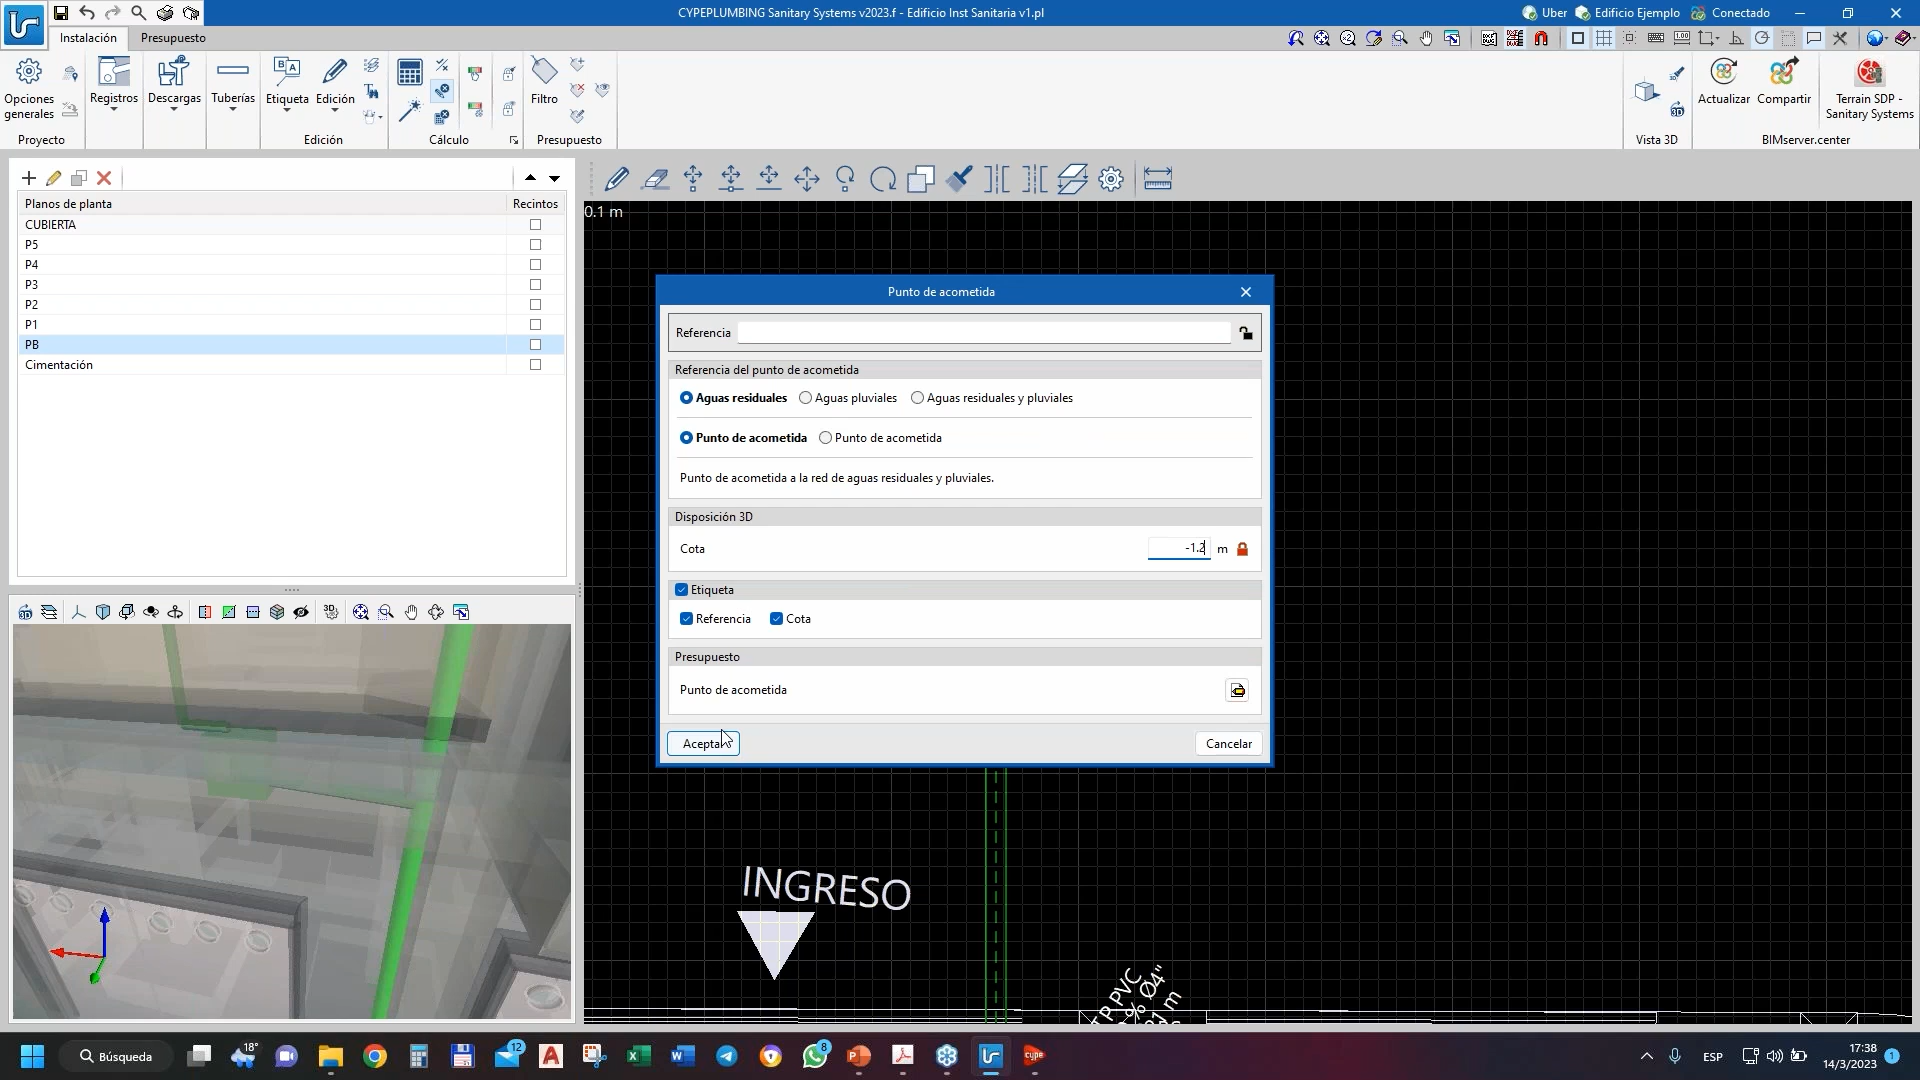 CYPEPLUMBING Sanitary Systems v2023.f - Edificio Inst Sanitaria v1.pl
Uber
Edificio Ejemplo
Conectado
Instalación
Presupuesto
Opciones generales
Registros
Descargas
Tuberías
Etiqueta
Edición
Filtro
Actualizar
Compartir
Terrain SDP - Sanitary Systems
Proyecto
Edición
Cálculo
Presupuesto
Vista 3D
BIMserver.center
Planos de planta
Recintos
CUBIERTA
P5
P4
P3
P2
P1
PB
Cimentación
0.1 m
Punto de acometida
Referencia
Referencia del punto de acometida
Aguas residuales
Aguas pluviales
Aguas residuales y pluviales
Punto de acometida
Punto de acometida
Punto de acometida a la red de aguas residuales y pluviales.
Disposición 3D
Cota
-1.2
m
Etiqueta
Referencia
Cota
Presupuesto
Punto de acometida
Cancelar
INGRESO
Búsqueda
18°
12
8
cype
ESP
17:38
14/3/2023
1